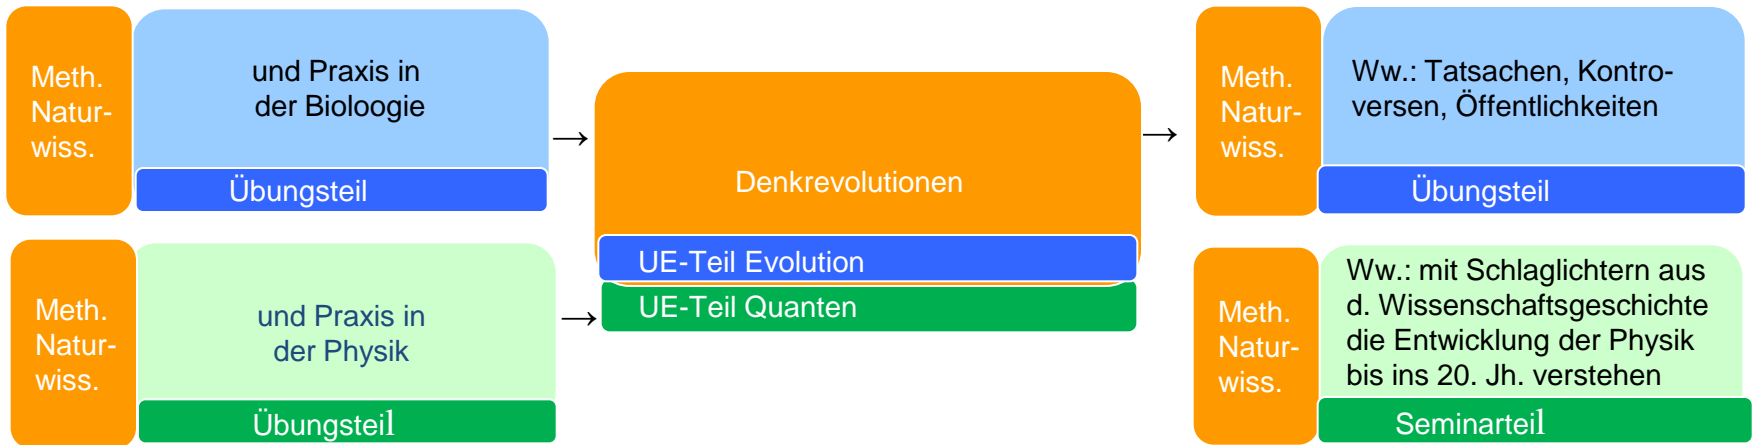 Meth.
Natur-
wiss.
und Praxis in
der Bioloogie
Übungsteil
→
Meth.
Natur-
wiss.
und Praxis in
der Physik
Übungsteil
→
Denkrevolutionen
UE-Teil Evolution
UE-Teil Quanten
→
Meth.
Natur-
wiss.
Ww.: Tatsachen, Kontro-
versen, Öffentlichkeiten
Übungsteil
Meth.
Natur-
wiss.
Ww.: mit Schlaglichtern aus
d. Wissenschaftsgeschichte
die Entwicklung der Physik
bis ins 20. Jh. verstehen
Seminarteil